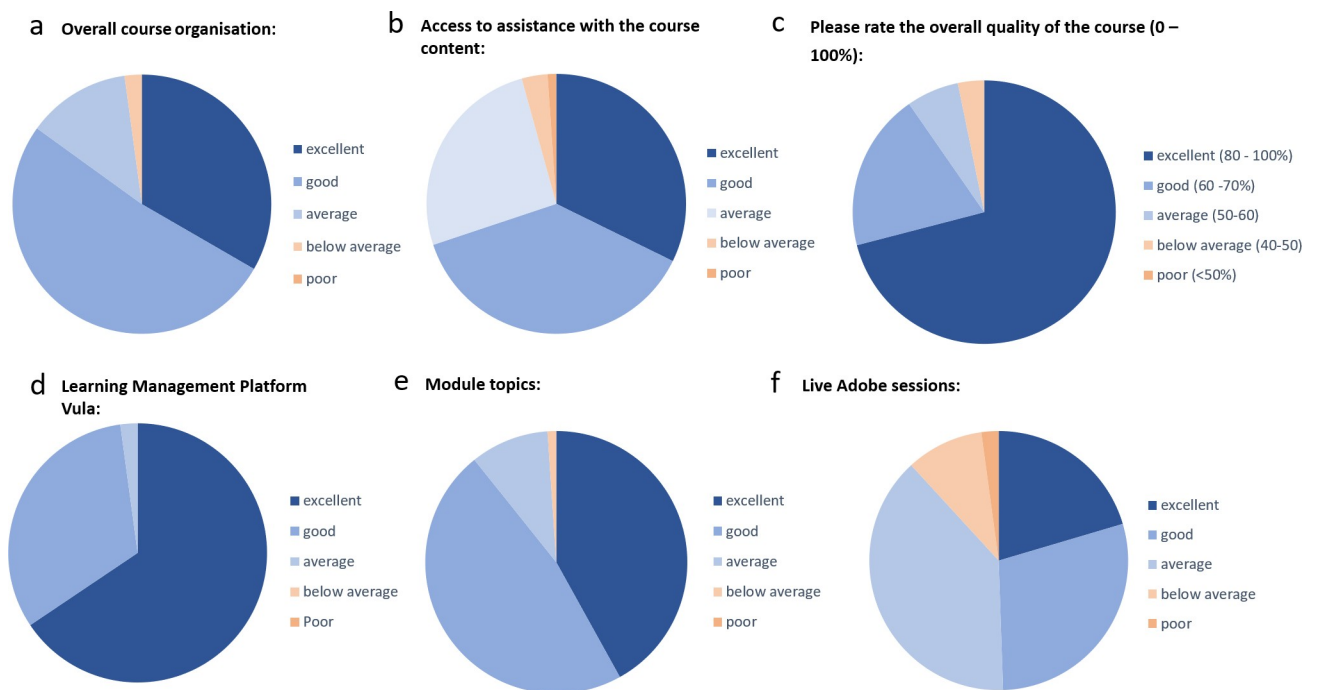 a Overall course organisation:
excellent
good
average
below average
poor
b Access to assistance with the course
content:
excellent
good
average
below average
poor
c Please rate the overall quality of the course (0 –
100%):
excellent (80 - 100%)
good (60 -70%)
average (50-60)
below average (40-50)
poor (<50%)
d Learning Management Platform
Vula:
excellent
good
average
below average
Poor
e Module topics:
excellent
good
average
below average
poor
f Live Adobe sessions:
excellent
good
average
below average
poor